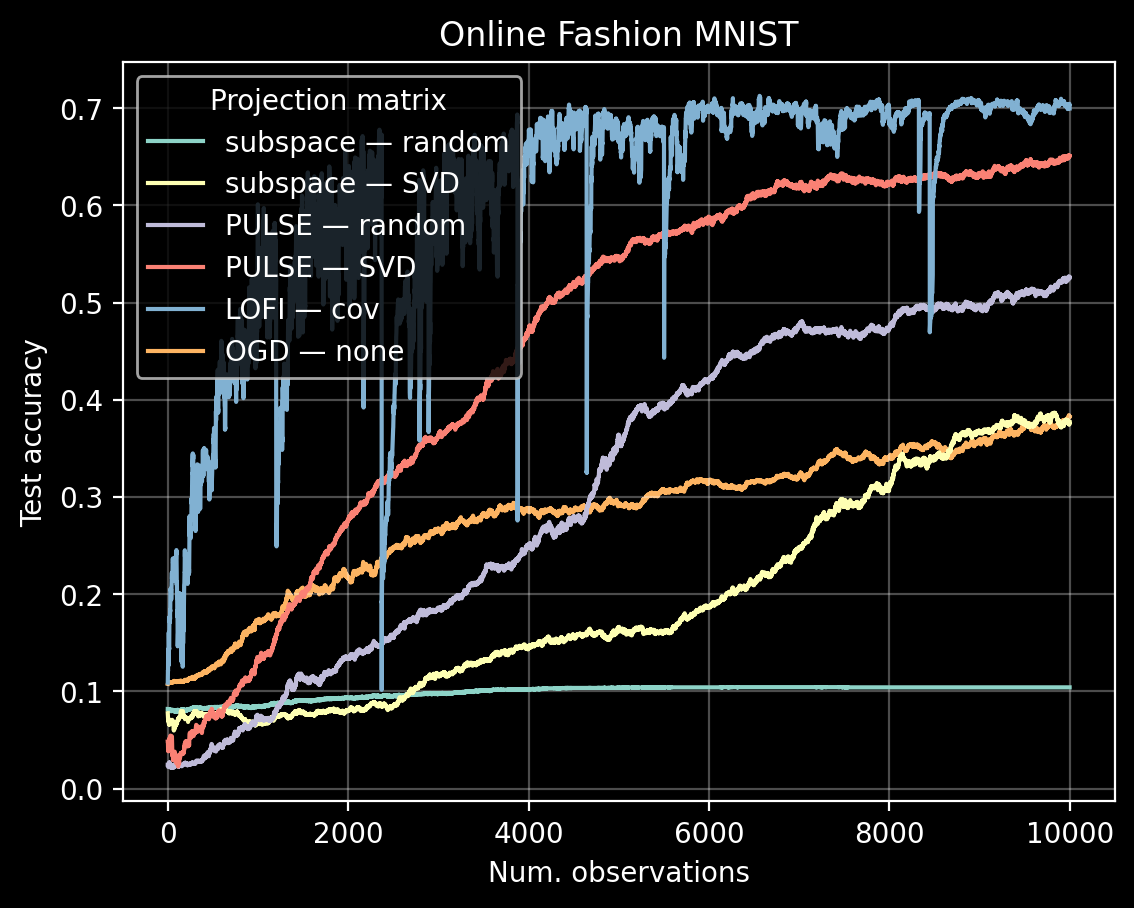 Online Fashion MNIST
Projection matrix
subspace — random
subspace — SVD
PULSE — random
PULSE — SVD
LOFI — cov
OGD — none
0.7
0.6
0.5
0.4
0.3
0.2
0.1
0.0
Test accuracy
0 2000 4000 6000 8000 10000
Num. observations